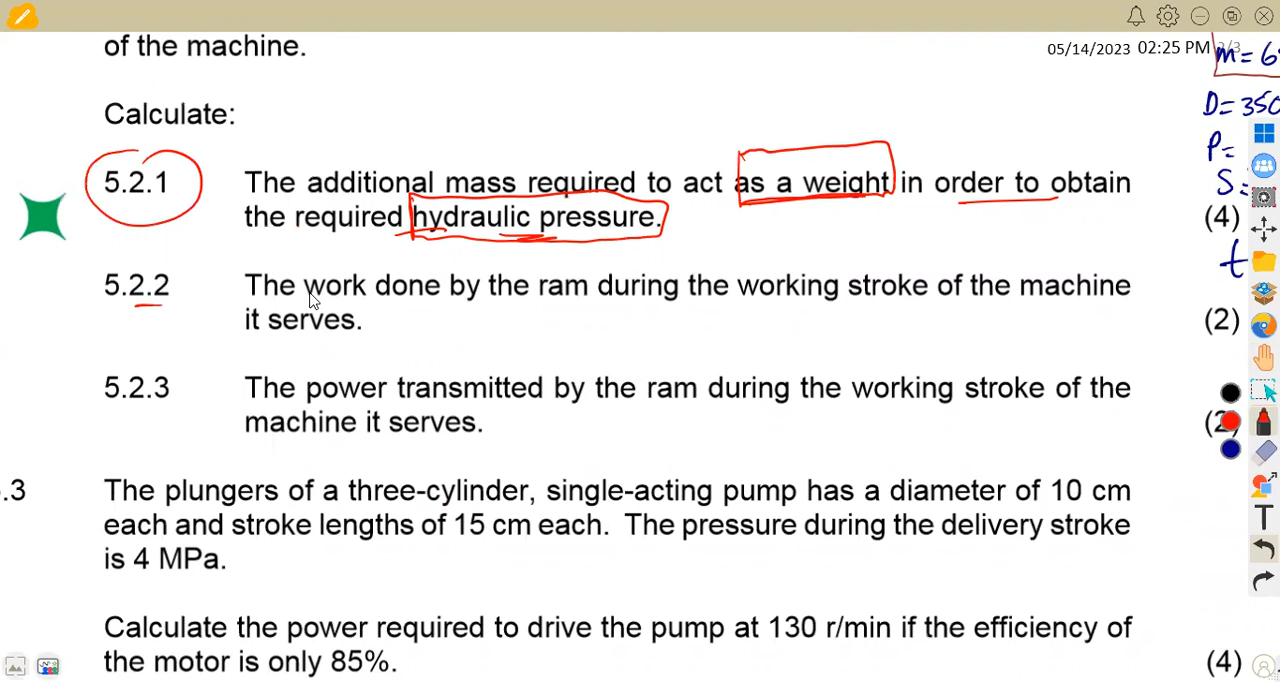 of the machine.
05/14/2023 02:25 PM
m = 6
Calculate:
D= 350
P=
5.2.1 The additional mass required to act as a weight in order to obtain
S=
the required hydraulic pressure. (4)
t
5.2.2 The work done by the ram during the working stroke of the machine
it serves. (2)
5.2.3 The power transmitted by the ram during the working stroke of the
machine it serves.
.3 The plungers of a three-cylinder, single-acting pump has a diameter of 10 cm
each and stroke lengths of 15 cm each. The pressure during the delivery stroke
is 4 MPa.
Calculate the power required to drive the pump at 130 r/min if the efficiency of
the motor is only 85%. (4)